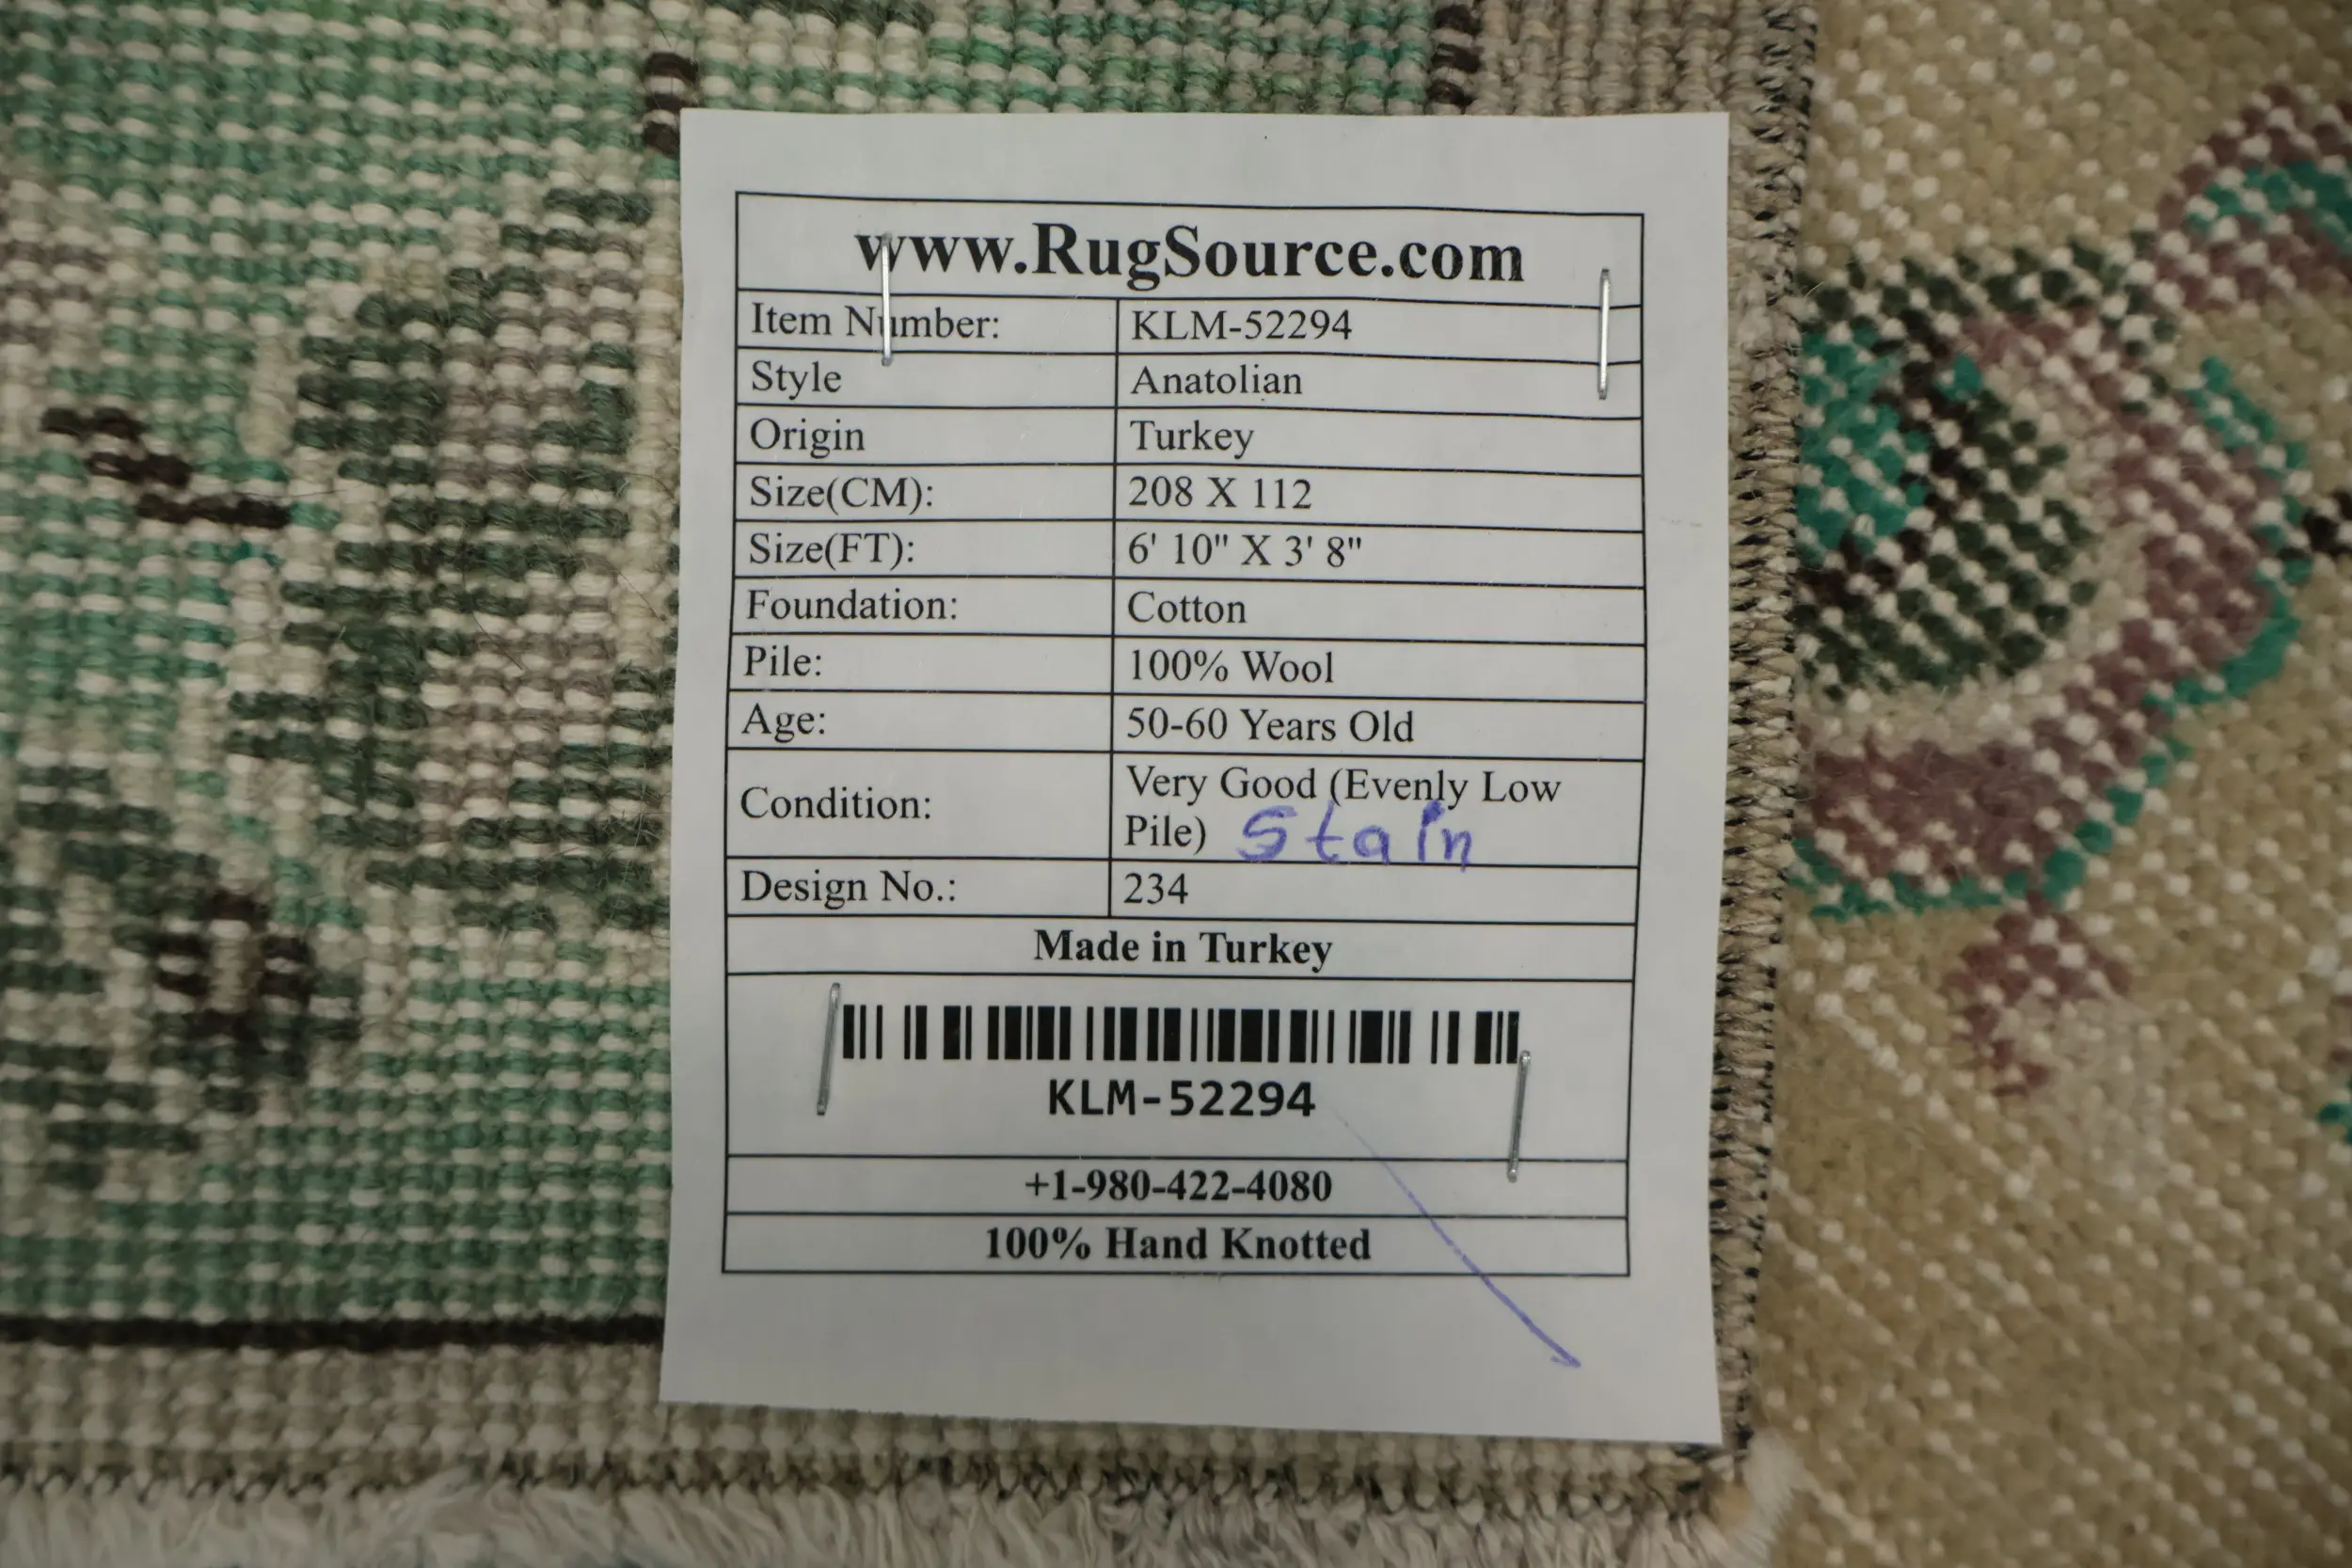 www.RugSource.com
Item Number: KLM-52294
Style Anatolian
Origin Turkey
Size(CM): 208 X 112
Size(FT): 6' 10" X 3' 8"
Foundation: Cotton
Pile: 100% Wool
Age: 50-60 Years Old
Condition: Very Good (Evenly Low
Pile) Stain
Design No.: 234
Made in Turkey
KLM-52294
+1-980-422-4080
100% Hand Knotted